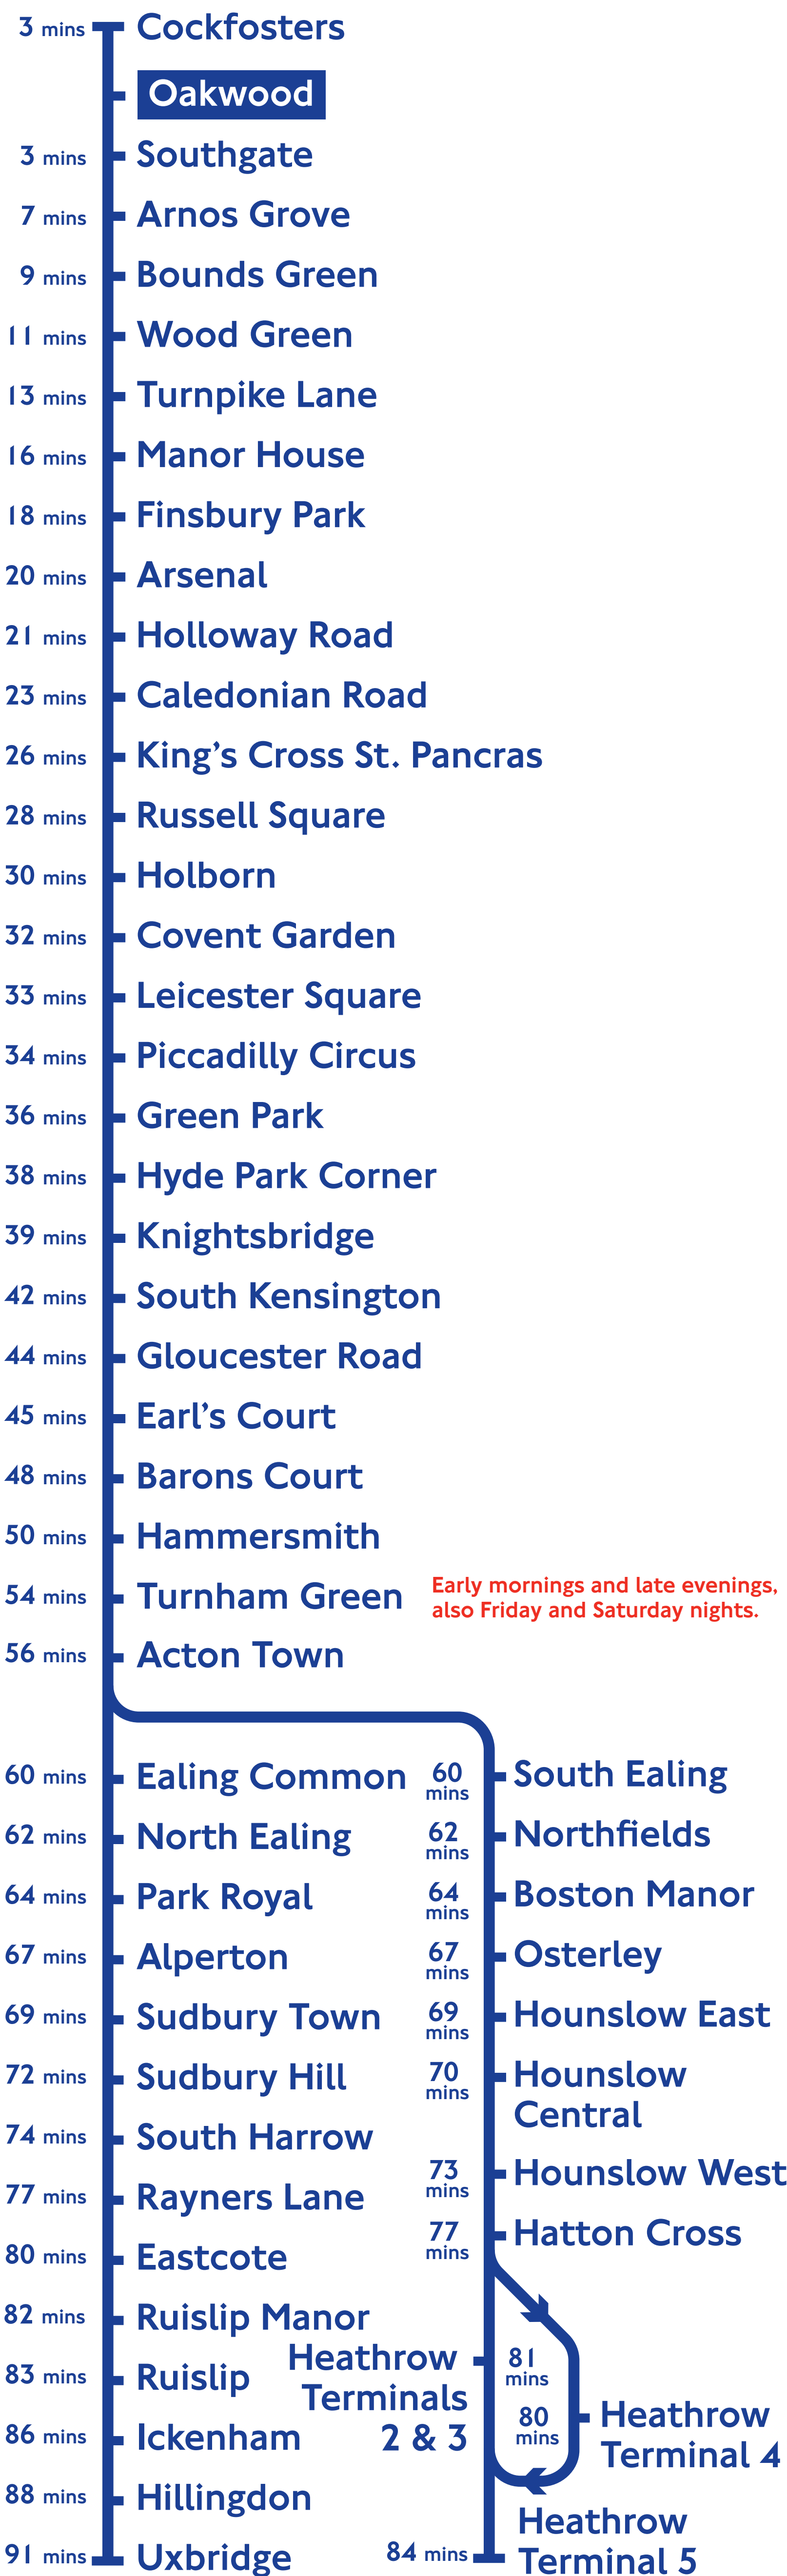 3 mins Cockfosters
Oakwood
3 mins Southgate
7 mins Arnos Grove
9 mins Bounds Green
11 mins Wood Green
13 mins Turnpike Lane
16 mins Manor House
18 mins Finsbury Park
20 mins Arsenal
21 mins Holloway Road
23 mins Caledonian Road
26 mins King's Cross St. Pancras
28 mins Russell Square
30 mins Holborn
32 mins Covent Garden
33 mins Leicester Square
34 mins Piccadilly Circus
36 mins Green Park
38 mins Hyde Park Corner
39 mins Knightsbridge
42 mins South Kensington
44 mins Gloucester Road
45 mins Earl's Court
48 mins Barons Court
50 mins Hammersmith
54 mins Turnham Green
Early mornings and late evenings,
also Friday and Saturday nights.
56 mins Acton Town
60 mins Ealing Common
62 mins North Ealing
64 mins Park Royal
67 mins Alperton
69 mins Sudbury Town
72 mins Sudbury Hill
74 mins South Harrow
77 mins Rayners Lane
80 mins Eastcote
82 mins Ruislip Manor
83 mins Ruislip
86 mins Ickenham
88 mins Hillingdon
91 mins Uxbridge
60 South Ealing
mins
62 Northfields
mins
64 Boston Manor
mins
67 Osterley
mins
69 Hounslow East
mins
70 Hounslow
mins Central
73 Hounslow West
mins
77 Hatton Cross
mins
Heathrow 81
Terminals mins
2 & 3
80 Heathrow
mins Terminal 4
Heathrow
84 mins Terminal 5